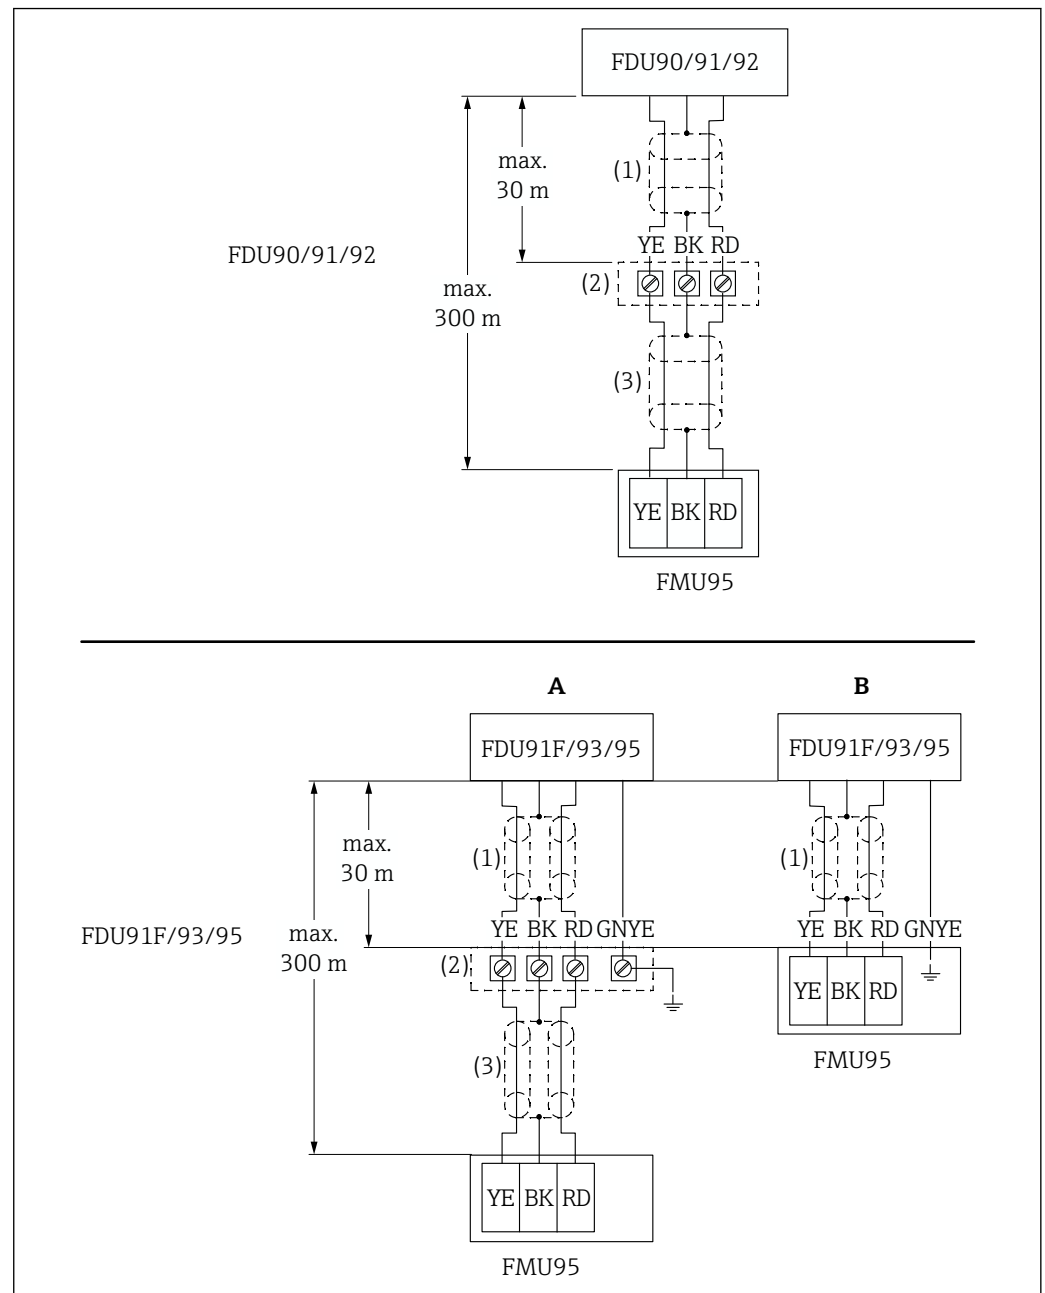 FDU90/91/92
(1)
max.
30 m
YE BK RD
FDU90/91/92
(2)
max.
300 m
(3)
YE BK RD
FMU95
A
B
FDU91F/93/95
FDU91F/93/95
max.
30 m
(1)
(1)
YE BK RD GNYE
YE BK RD GNYE
FDU91F/93/95
max.
300 m
(2)
YE BK RD
FMU95
(3)
YE BK RD
FMU95